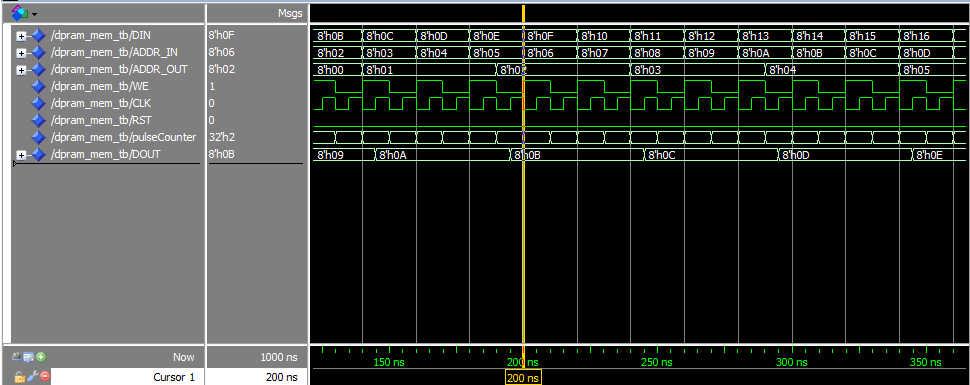 Msgs
/dpram_mem_tb/DIN 8'h0F 8'h0B 8'h0C 8'h0D 8'h0E 8'h0F 8'h10 8'h11 8'h12 8'h13 8'h14 8'h15 8'h16
/dpram_mem_tb/ADDR_IN 8'h06 8'h02 8'h03 8'h04 8'h05 8'h06 8'h07 8'h08 8'h09 8'h0A 8'h0B 8'h0C 8'h0D
/dpram_mem_tb/ADDR_OUT 8'h02 8'h00 8'h01 8'h02 8'h03 8'h04 8'h05
/dpram_mem_tb/WE 1
/dpram_mem_tb/CLK 0
/dpram_mem_tb/RST 0
/dpram_mem_tb/pulseCounter 32'h2
/dpram_mem_tb/DOUT 8'h0B 8'h09 8'h0A 8'h0B 8'h0C 8'h0D 8'h0E
Now 1000 ns 150 ns 200 ns 250 ns 300 ns 350 ns
Cursor 1 200 ns 200 ns